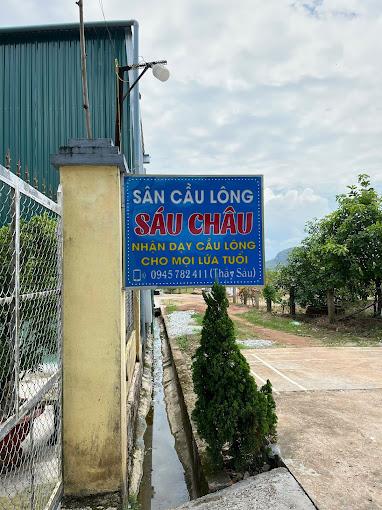 SÂN CẦU LÔNG
SÁU CHÂU
NHẬN DẠY CẦU LÔNG
CHO MỌI LỨA TUỔI
0945 782 411 (Thầy Sáu)